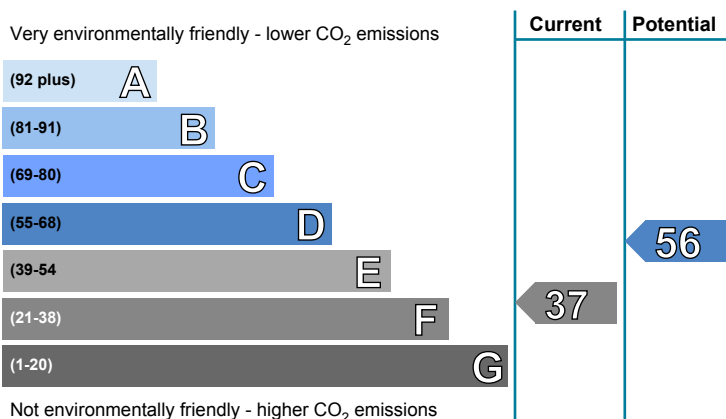 Very environmentally friendly - lower CO2 emissions
Current
Potential
(92 plus) A
(81-91) B
(69-80) C
(55-68) D
56
(39-54 E
37
(21-38) F
(1-20) G
Not environmentally friendly - higher CO2 emissions